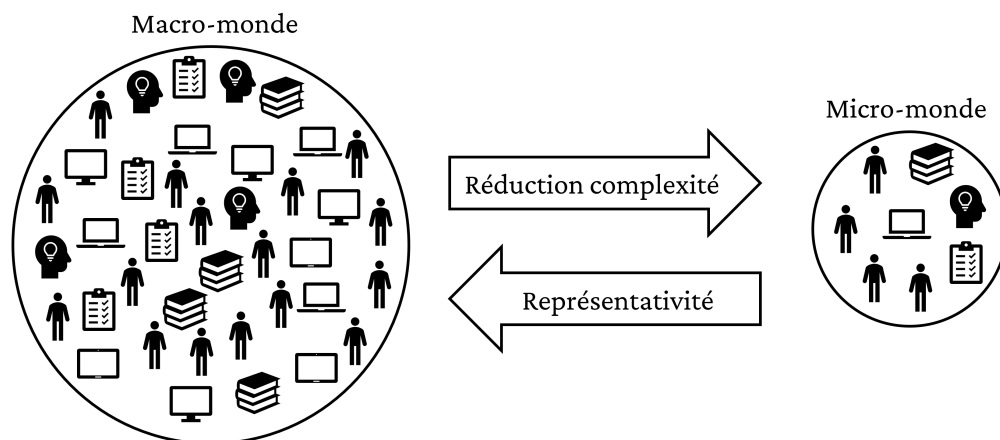 Macro-monde
Micro-monde
Réduction complexité
Représentativité